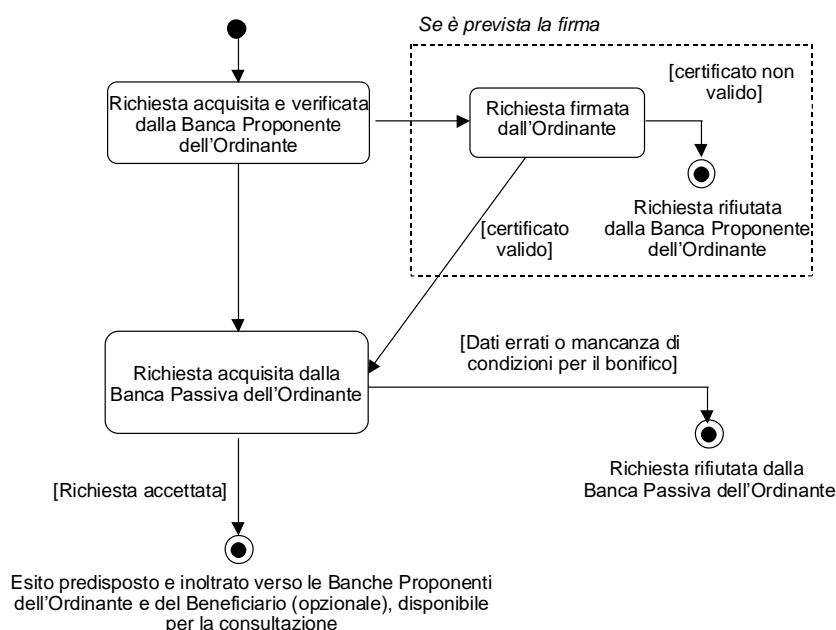 Se è prevista la firma
Richiesta acquisita e verificata
dalla Banca Proponente
dell'Ordinante
Richiesta firmata
dall'Ordinante
[certificato non
valido]
Richiesta rifiutata
dalla Banca Proponente
dell'Ordinante
[certificato
valido]
Richiesta acquisita dalla
Banca Passiva dell'Ordinante
[Dati errati o mancanza di
condizioni per il bonifico]
Richiesta rifiutata dalla
Banca Passiva dell'Ordinante
[Richiesta accettata]
Esito predisposto e inoltrato verso le Banche Proponenti
dell'Ordinante e del Beneficiario (opzionale), disponibile
per la consultazione